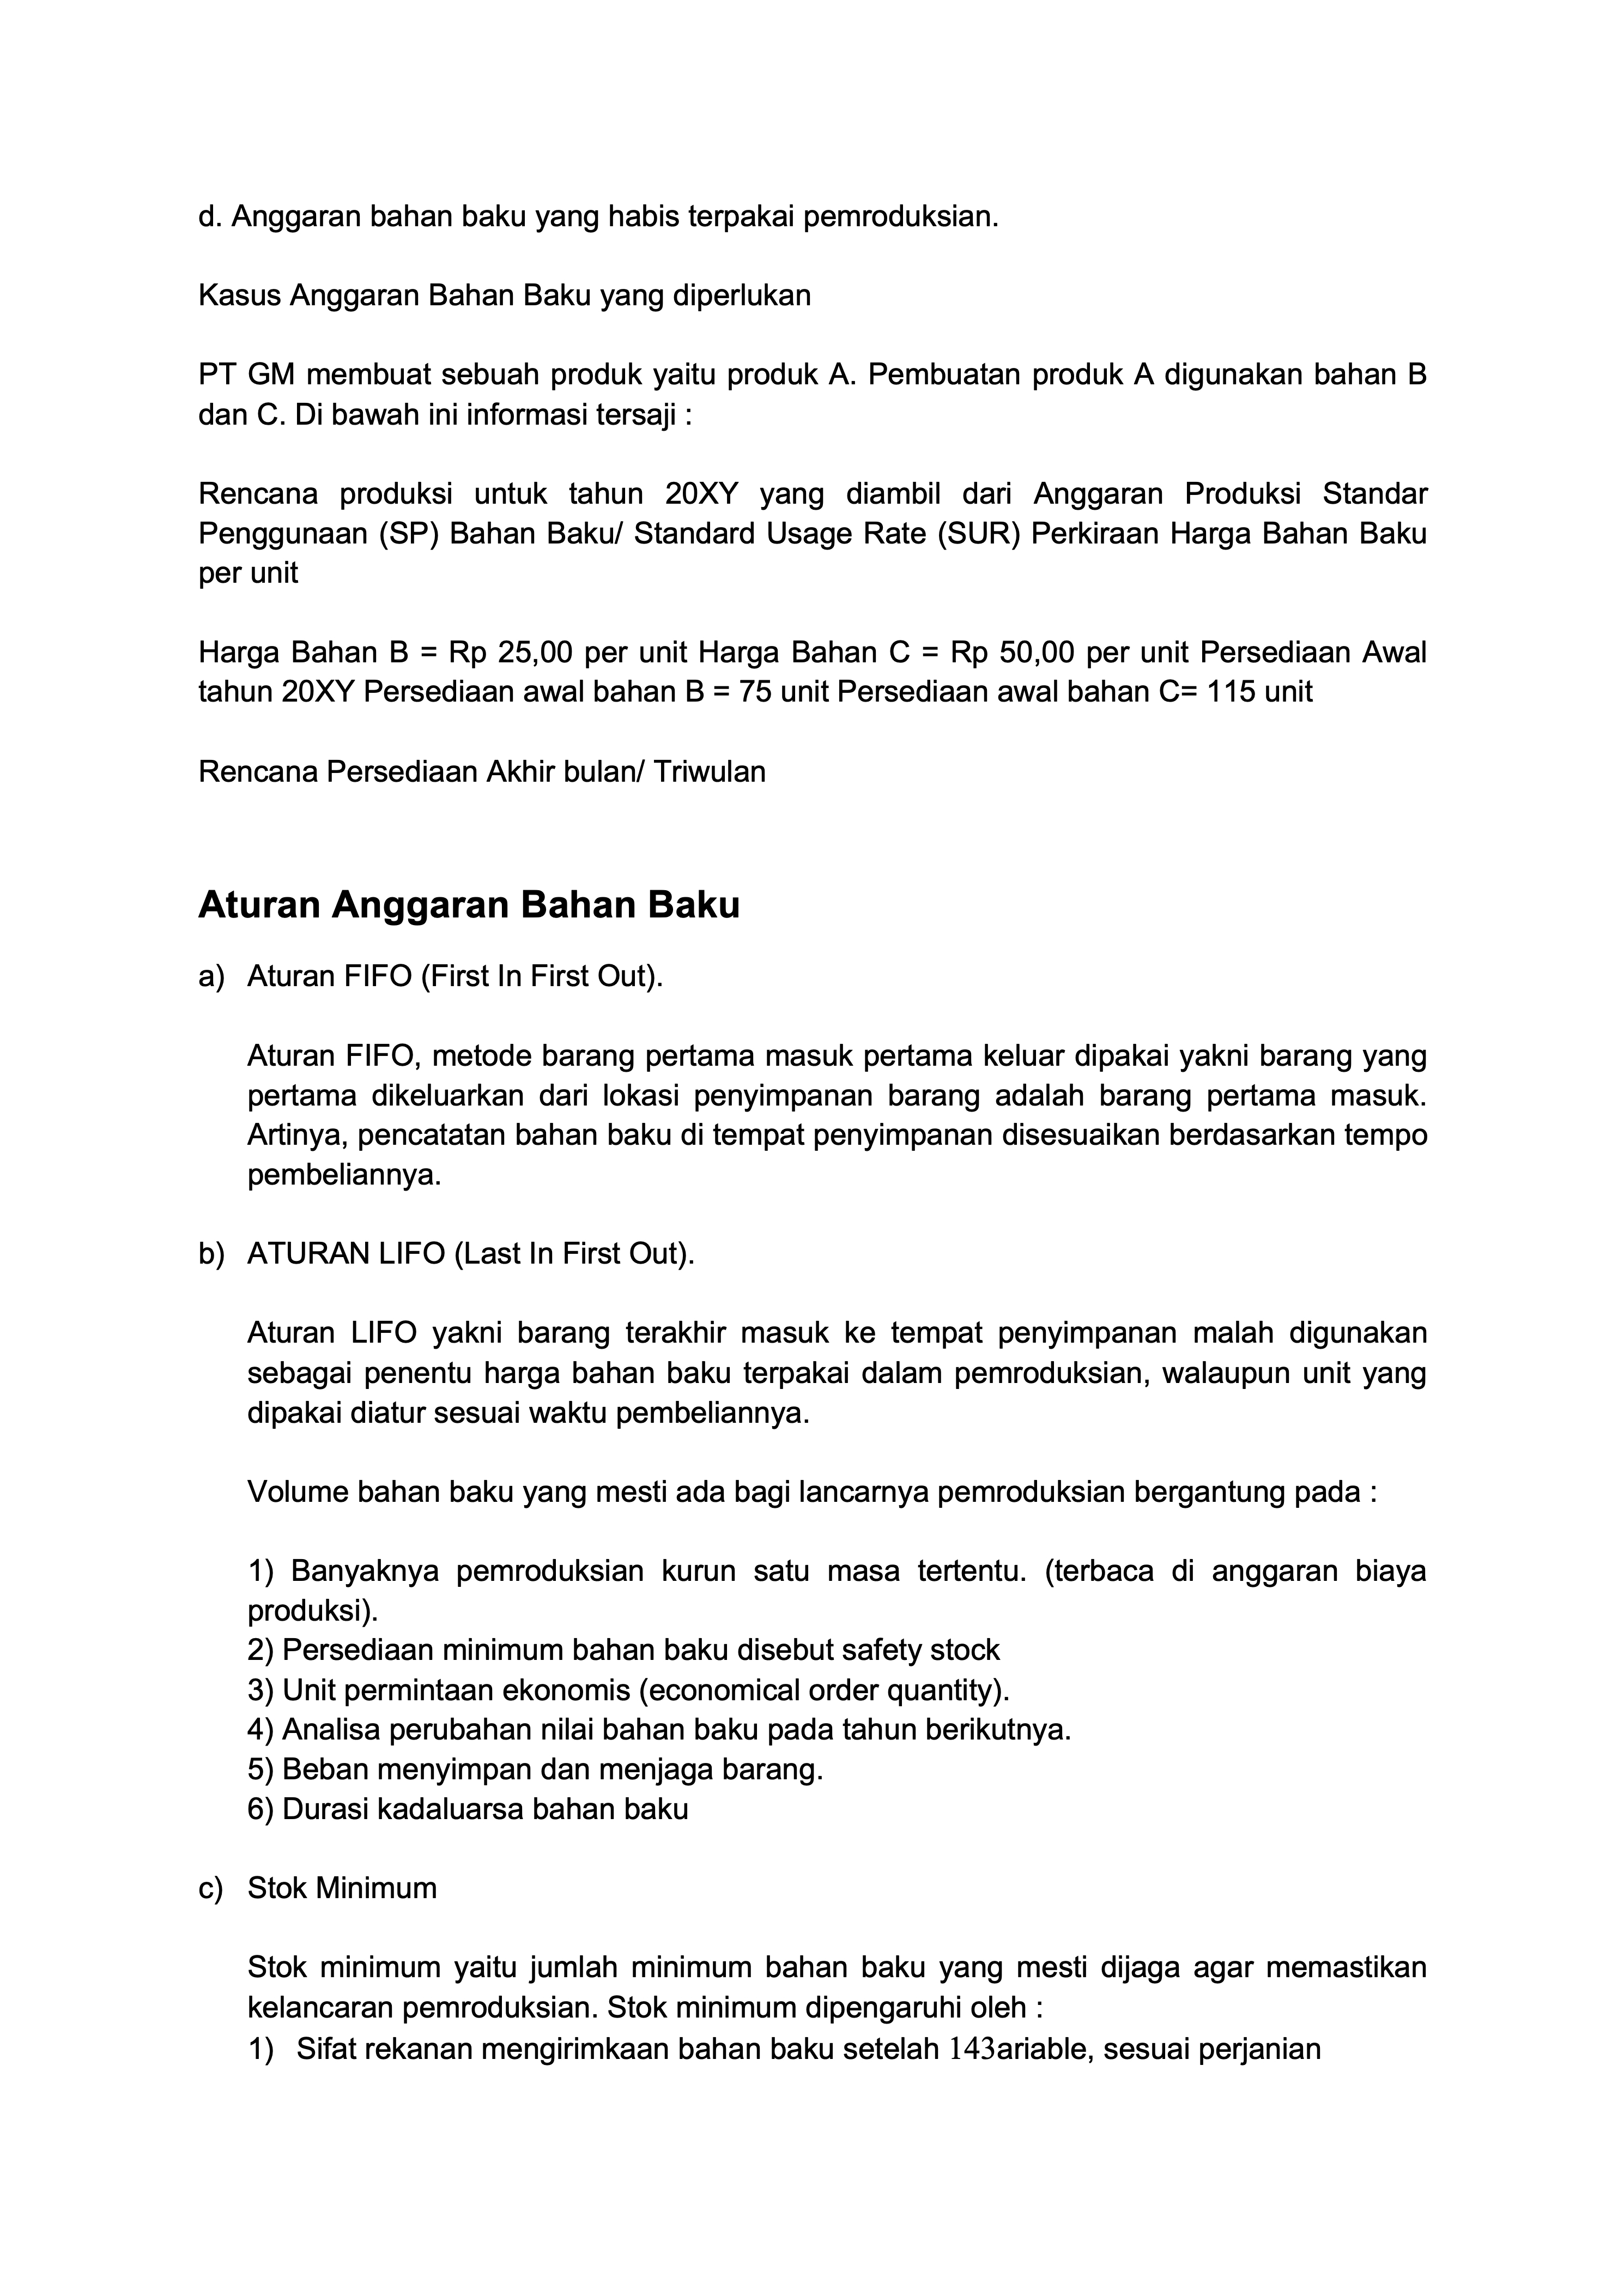 d. Anggaran bahan baku yang habis terpakai pemroduksian.
Kasus Anggaran Bahan Baku yang diperlukan
PT GM membuat sebuah produk yaitu produk A. Pembuatan produk A digunakan bahan B
dan C. Di bawah ini informasi tersaji :
Rencana produksi untuk tahun 20XY yang diambil dari Anggaran Produksi Standar
Penggunaan (SP) Bahan Baku/ Standard Usage Rate (SUR) Perkiraan Harga Bahan Baku
per unit
Harga Bahan B = Rp 25,00 per unit Harga Bahan C = Rp 50,00 per unit Persediaan Awal
tahun 20XY Persediaan awal bahan B = 75 unit Persediaan awal bahan C= 115 unit
Rencana Persediaan Akhir bulan/ Triwulan
Aturan Anggaran Bahan Baku
a) Aturan FIFO (First In First Out).
Aturan FIFO, metode barang pertama masuk pertama keluar dipakai yakni barang yang
pertama dikeluarkan dari lokasi penyimpanan barang adalah barang pertama masuk.
Artinya, pencatatan bahan baku di tempat penyimpanan disesuaikan berdasarkan tempo
pembeliannya.
b) ATURAN LIFO (Last In First Out).
Aturan LIFO yakni barang terakhir masuk ke tempat penyimpanan malah digunakan
sebagai penentu harga bahan baku terpakai dalam pemroduksian, walaupun unit yang
dipakai diatur sesuai waktu pembeliannya.
Volume bahan baku yang mesti ada bagi lancarnya pemroduksian bergantung pada :
1) Banyaknya pemroduksian kurun satu masa tertentu. (terbaca di anggaran biaya
produksi).
2) Persediaan minimum bahan baku disebut safety stock
3) Unit permintaan ekonomis (economical order quantity).
4) Analisa perubahan nilai bahan baku pada tahun berikutnya.
5) Beban menyimpan dan menjaga barang.
6) Durasi kadaluarsa bahan baku
c) Stok Minimum
Stok minimum yaitu jumlah minimum bahan baku yang mesti dijaga agar memastikan
kelancaran pemroduksian. Stok minimum dipengaruhi oleh :
1) Sifat rekanan mengirimkaan bahan baku setelah 143ariable, sesuai perjanian